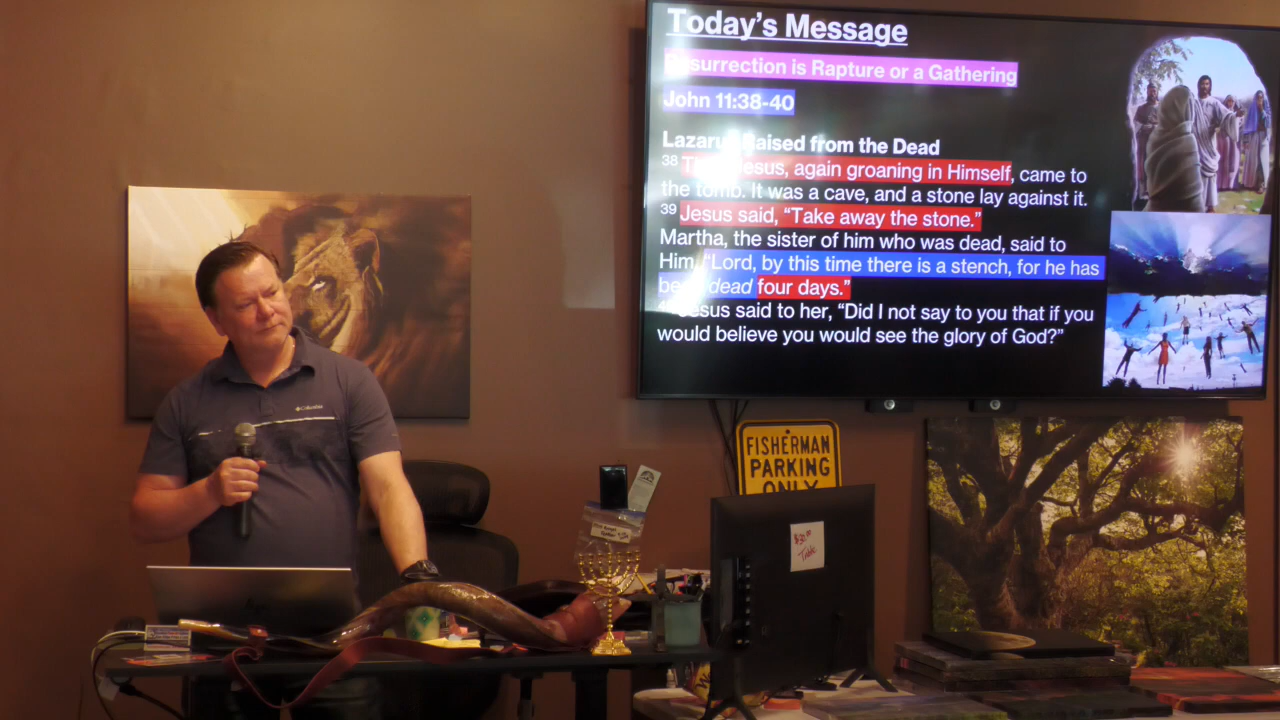 Today's Message
surrection is Rapture or a Gathering
John 11:38-40
Lazaru aised from the Dead
38 Jesus, again groaning in Himself, came to
the tomb. It was a cave, and a stone lay against it.
39 Jesus said, “Take away the stone.”
Martha, the sister of him who was dead, said to
Him, “Lord, by this time there is a stench, for he has
dead four days.”
Jesus said to her, “Did I not say to you that if you
would believe you would see the glory of God?”
Columbia
FISHERMAN
PARKING
ONLY
Table